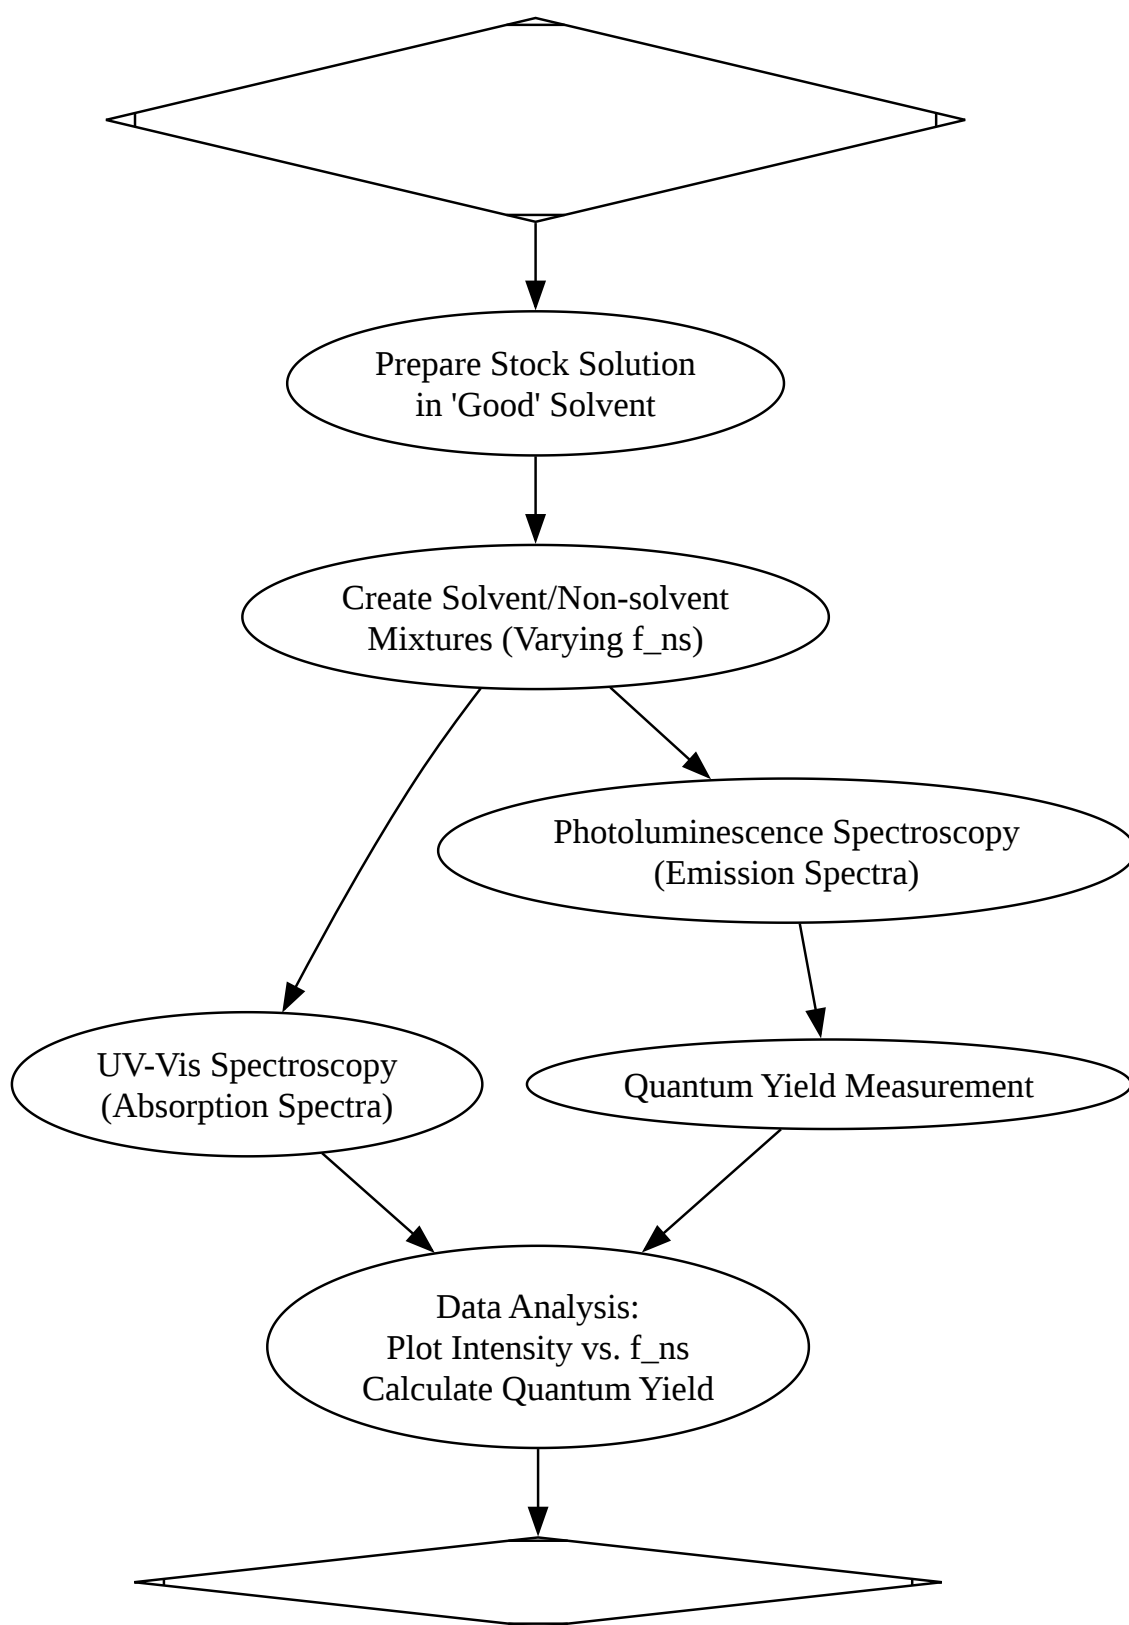 Prepare Stock Solution
in 'Good' Solvent
Create Solvent/Non-solvent
Mixtures (Varying f_ns)
Photoluminescence Spectroscopy
(Emission Spectra)
UV-Vis Spectroscopy
(Absorption Spectra)
Quantum Yield Measurement
Data Analysis:
Plot Intensity vs. f_ns
Calculate Quantum Yield